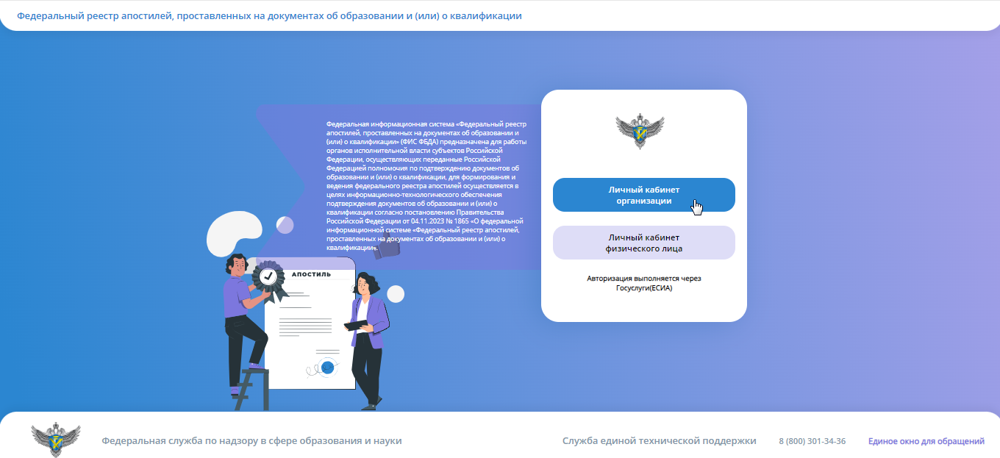 Федеральный реестр апостилей, проставленных на документах об образовании и (или) о квалификации
Федеральная информационная система «Федеральный реестр
апостилей, проставленных на документах об образовании и
(или) о квалификации» (ФИС ФБДА) предназначена для работы
органов исполнительной власти субъектов Российской
Федерации, осуществляющих переданные Российской
Федерацией полномочия по подтверждению документов об
образовании и (или) о квалификации, для формирования и
ведения федерального реестра апостилей осуществляется в
целях информационно-технологического обеспечения
подтверждения документов об образовании и (или) о
квалификации согласно постановлению Правительства
Российской Федерации от 04.11.2023 № 1865 «О федеральной
информационной системе «Федеральный реестр апостилей,
проставленных на документах об образовании и (или) о
квалификации».
АПОСТИЛЬ
Личный кабинет
организации
Личный кабинет
физического лица
Авторизация выполняется через
Госуслуги(ЕСИА)
Федеральная служба по надзору в сфере образования и науки
Служба единой технической поддержки
8 (800) 301-34-36
Единое окно для обращений